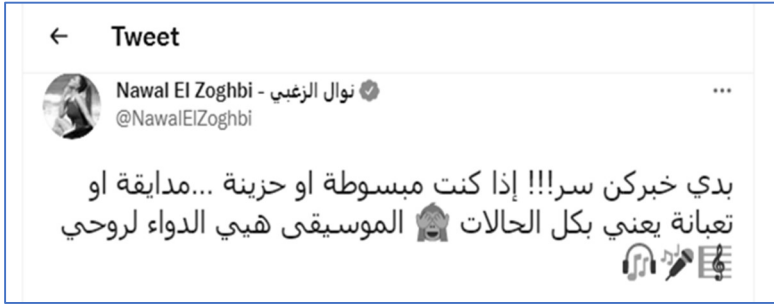 ← Tweet
Nawal El Zoghbi - نوال الزغبي
@NawalElZoghbi
بدي خبركن سر!!! إذا كنت مبسوطة او حزينة ...مدايقة او
تعبانة يعني بكل الحالات 🙈 الموسيقى هيي الدواء لروحي
🎼🎤🎧